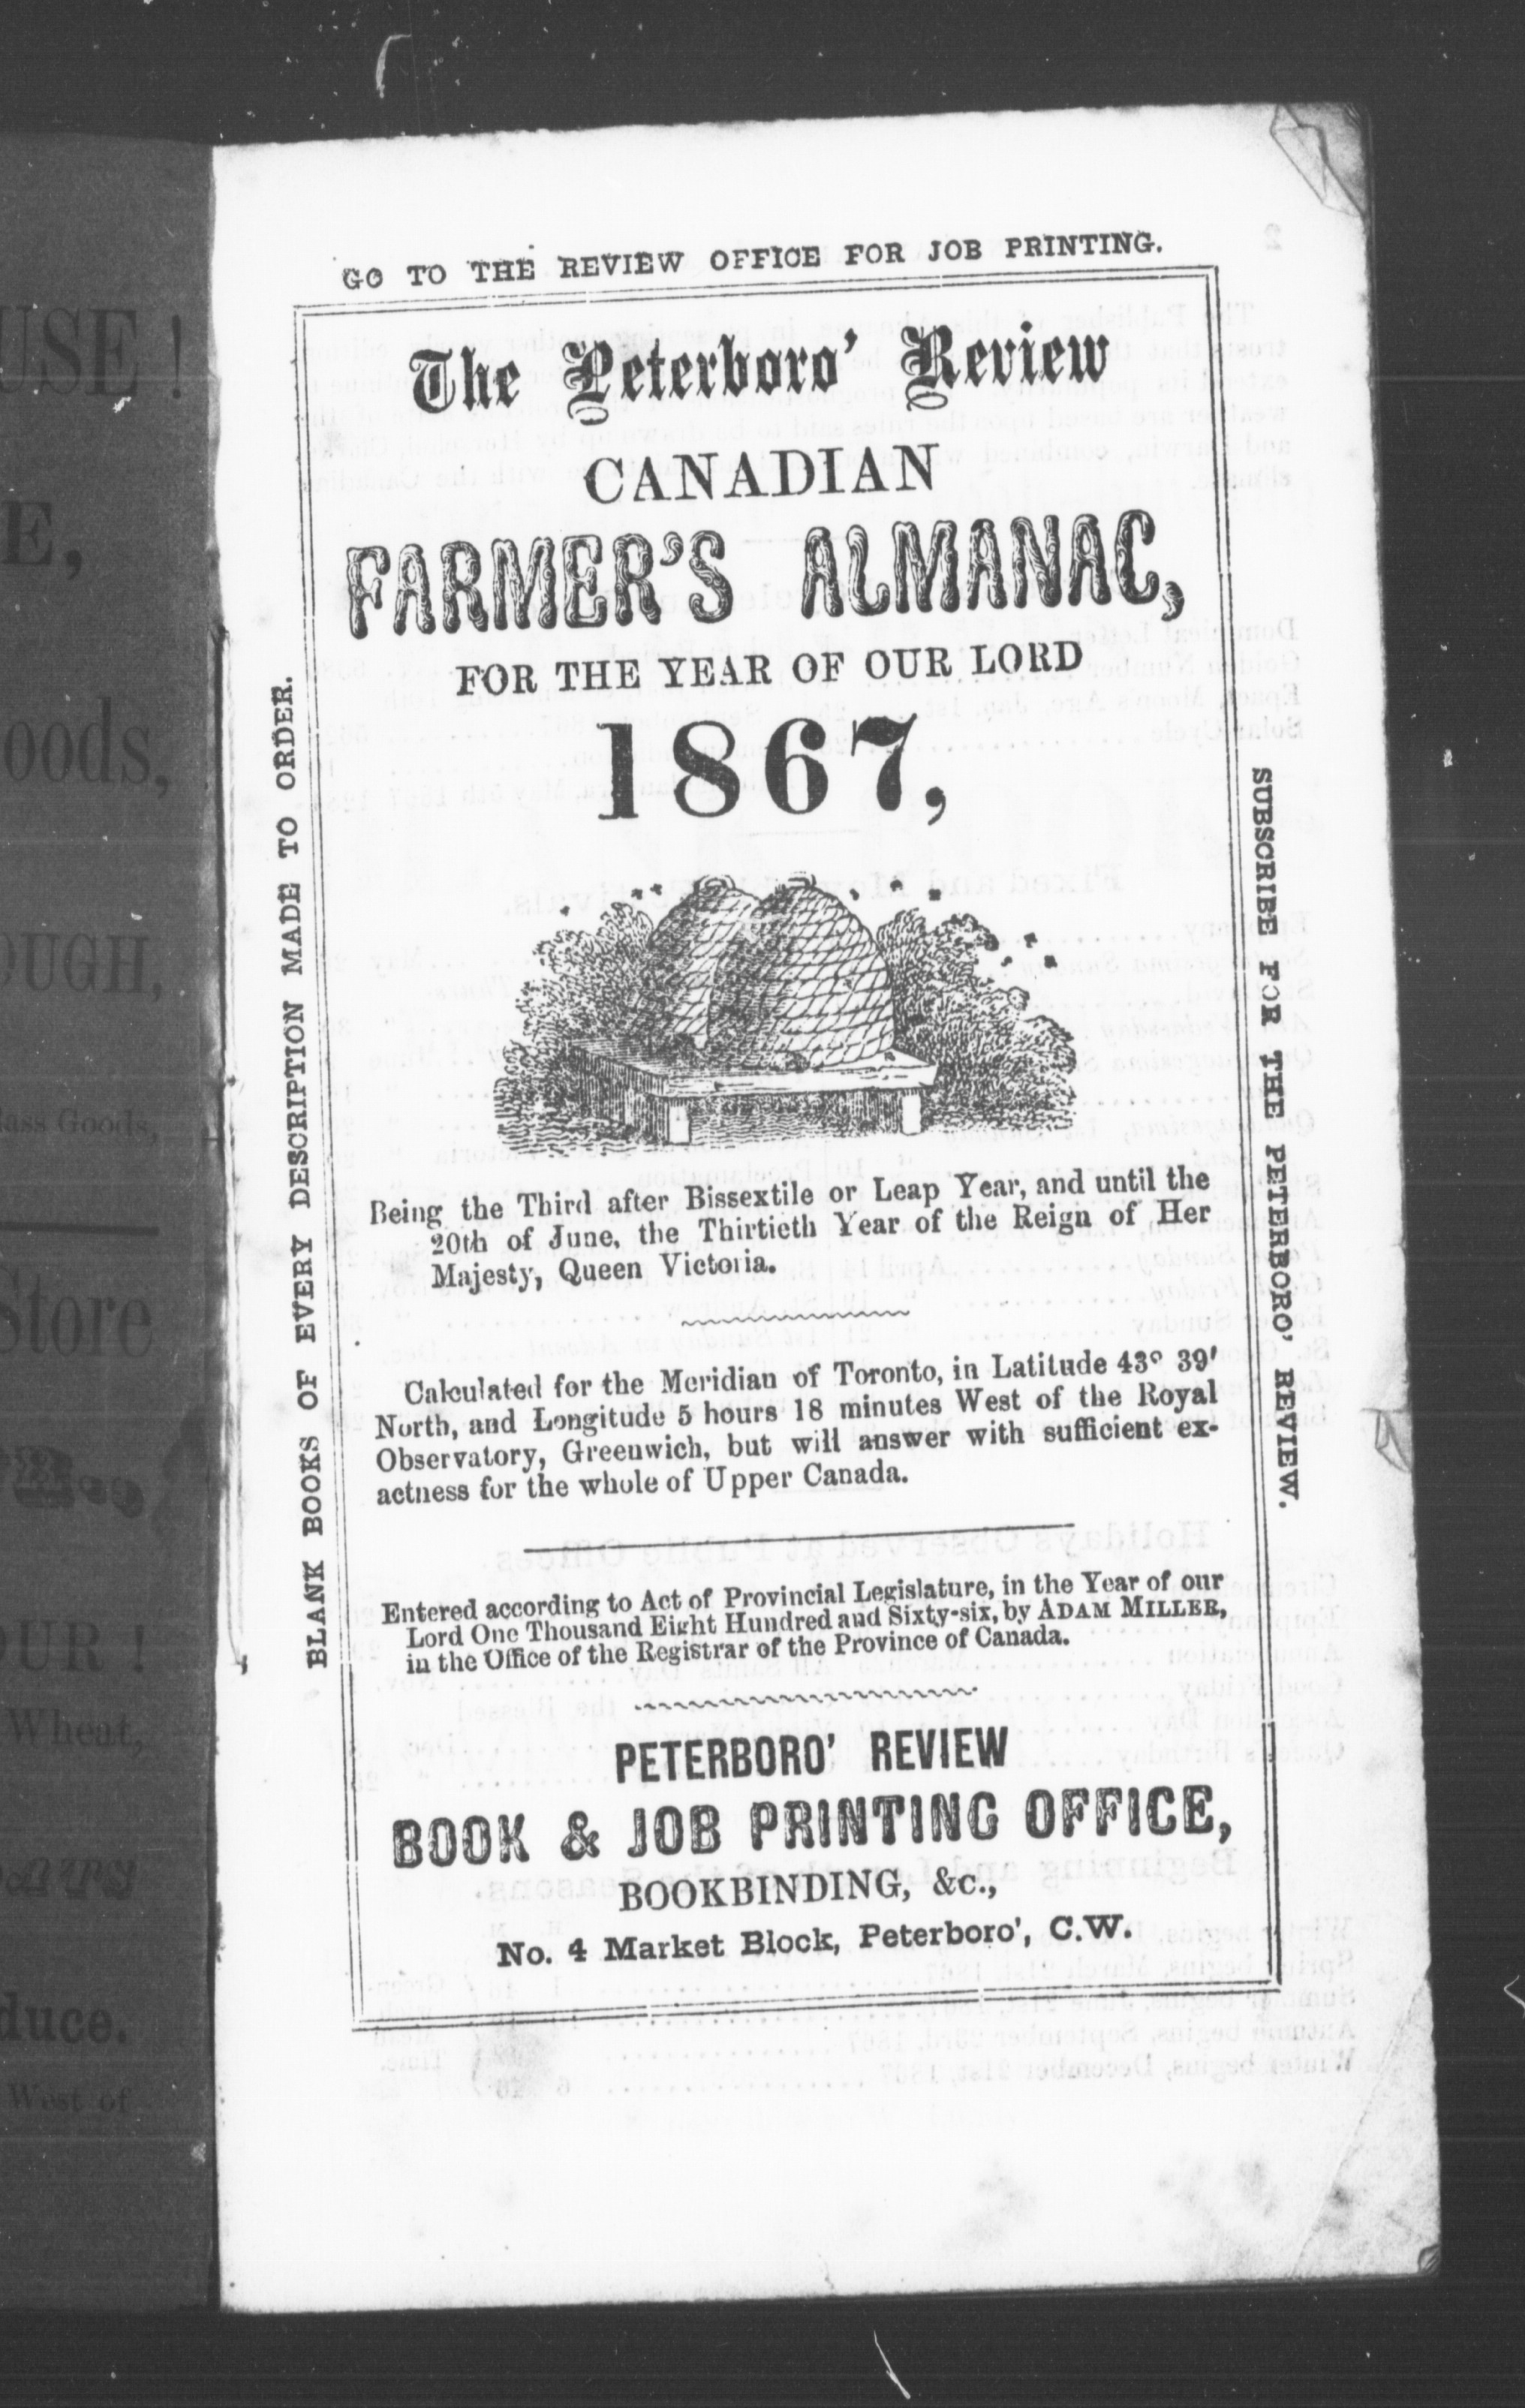 GO TO THE REVIEW OFFICE FOR JOB PRINTING.
The Peterboro' Review
CANADIAN
FARMER'S ALMANAC,
FOR THE YEAR OF OUR LORD
1867,
Being the Third after Bissextile or Leap Year, and until the
20th of June, the Thirtieth Year of the Reign of Her
Majesty, Queen Victoria.
Calculated for the Meridian of Toronto, in Latitude 43° 39'
North, and Longitude 5 hours 18 minutes West of the Royal
Observatory, Greenwich, but will answer with sufficient ex-
actness for the whole of Upper Canada.
Entered according to Act of Provincial Legislature, in the Year of our
Lord One Thousand Eight Hundred and Sixty-six, by ADAM MILLER,
in the Office of the Registrar of the Province of Canada.
PETERBORO' REVIEW
BOOK & JOB PRINTING OFFICE,
BOOKBINDING, &c.,
No. 4 Market Block, Peterboro', C.W.
BLANK BOOKS OF EVERY DESCRIPTION MADE TO ORDER.
SUBSCRIBE FOR THE PETERBORO' REVIEW.
USE!
E,
oods,
OUGH,
Goods,
Store
OUR!
Wheat,
duce.
West of